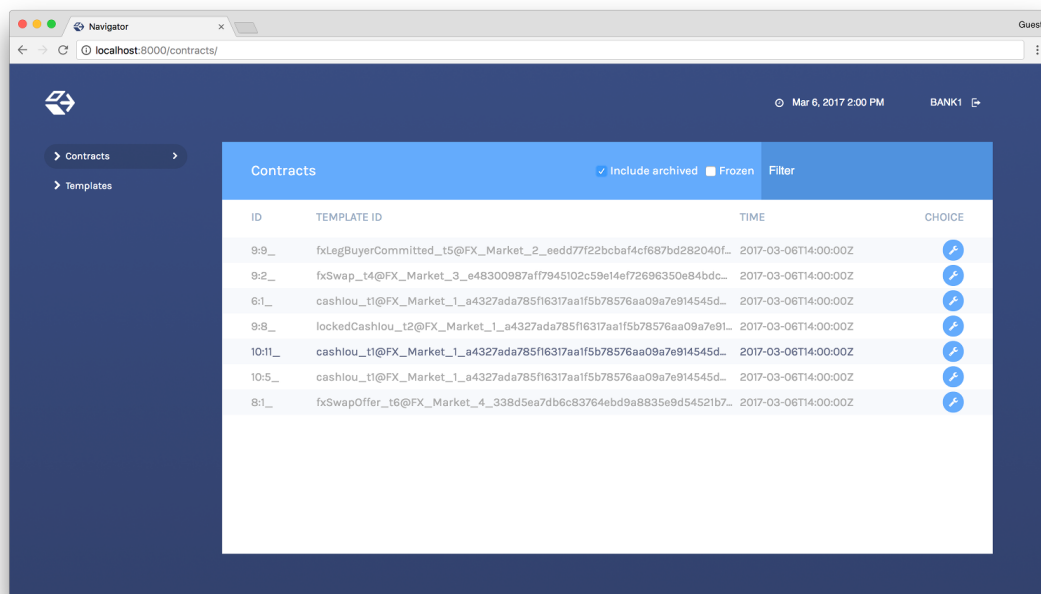 Navigator
Guest
localhost:8000/contracts/
Mar 6, 2017 2:00 PM BANK1
Contracts
Templates
Contracts Include archived Frozen Filter
ID TEMPLATE ID TIME CHOICE
9:9_ fxLegBuyerCommitted_t5@FX_Market_2_eedd77f22bcbaf4cf687bd282040f… 2017-03-06T14:00:00Z
9:2_ fxSwap_t4@FX_Market_3_e48300987aff7945102c59e14ef72696350e84bdc… 2017-03-06T14:00:00Z
6:1_ cashIou_t1@FX_Market_1_a4327ada785f16317aa1f5b78576aa09a7e914545d… 2017-03-06T14:00:00Z
9:8_ lockedCashIou_t2@FX_Market_1_a4327ada785f16317aa1f5b78576aa09a7e91… 2017-03-06T14:00:00Z
10:11_ cashIou_t1@FX_Market_1_a4327ada785f16317aa1f5b78576aa09a7e914545d… 2017-03-06T14:00:00Z
10:5_ cashIou_t1@FX_Market_1_a4327ada785f16317aa1f5b78576aa09a7e914545d… 2017-03-06T14:00:00Z
8:1_ fxSwapOffer_t6@FX_Market_4_338d5ea7db6c83764ebd9a8835e9d54521b7… 2017-03-06T14:00:00Z